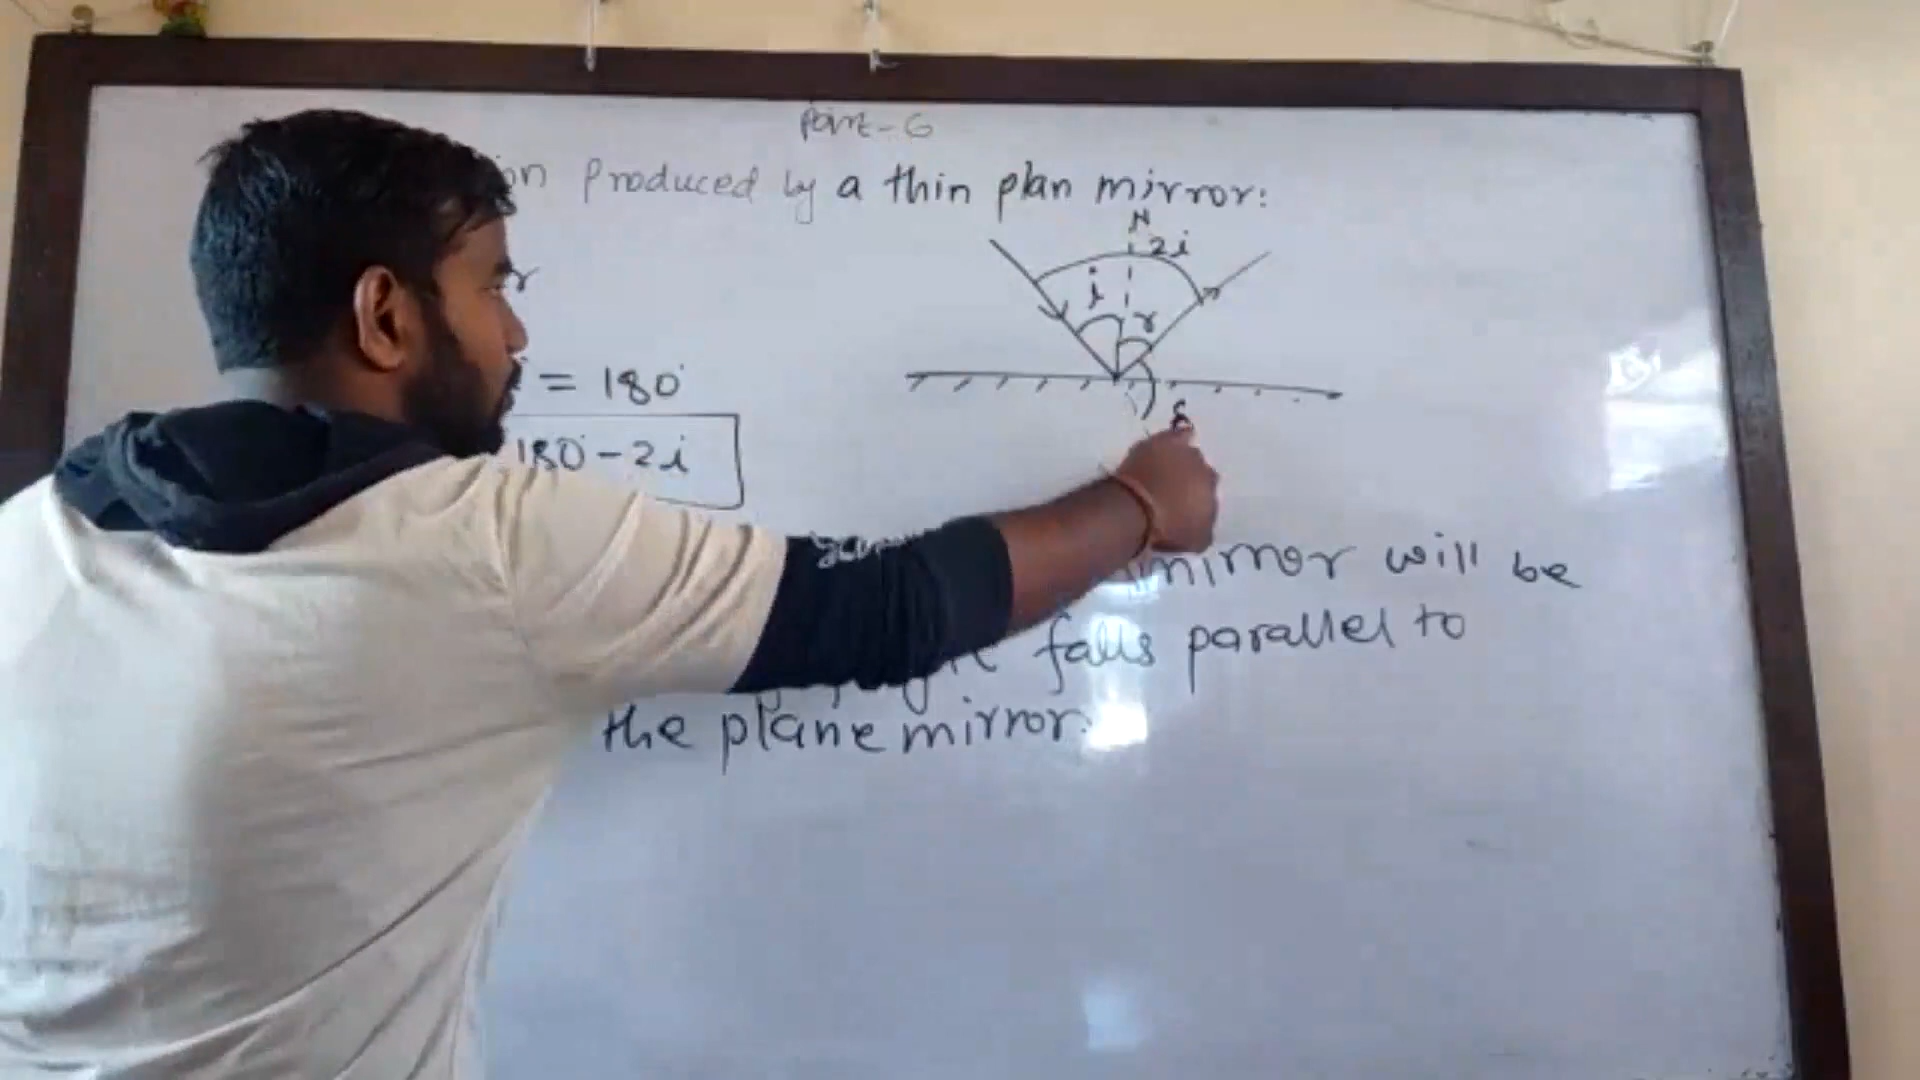 Part-6
on produced by a thin plan mirror:
N
2i
i
r
r
= 180°
180-2i
δ
mirror will be
falls parallel to
the plane mirror.